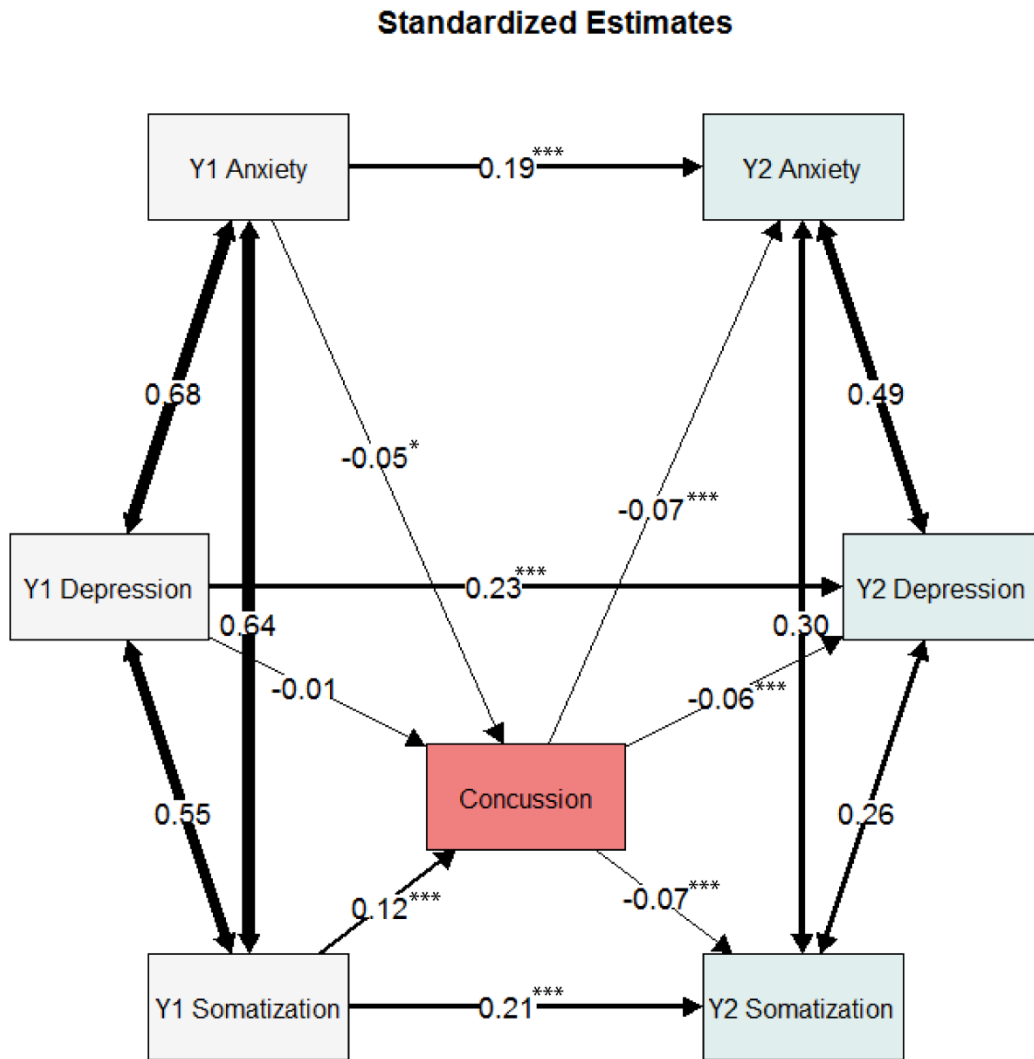 Standardized Estimates
Y1 Anxiety
0.19***
Y2 Anxiety
0.68
0.49
-0.05*
-0.07***
Y1 Depression
0.23***
Y2 Depression
0.64
0.30
-0.01
-0.06***
Concussion
0.55
0.26
0.12***
-0.07***
Y1 Somatization
0.21***
Y2 Somatization